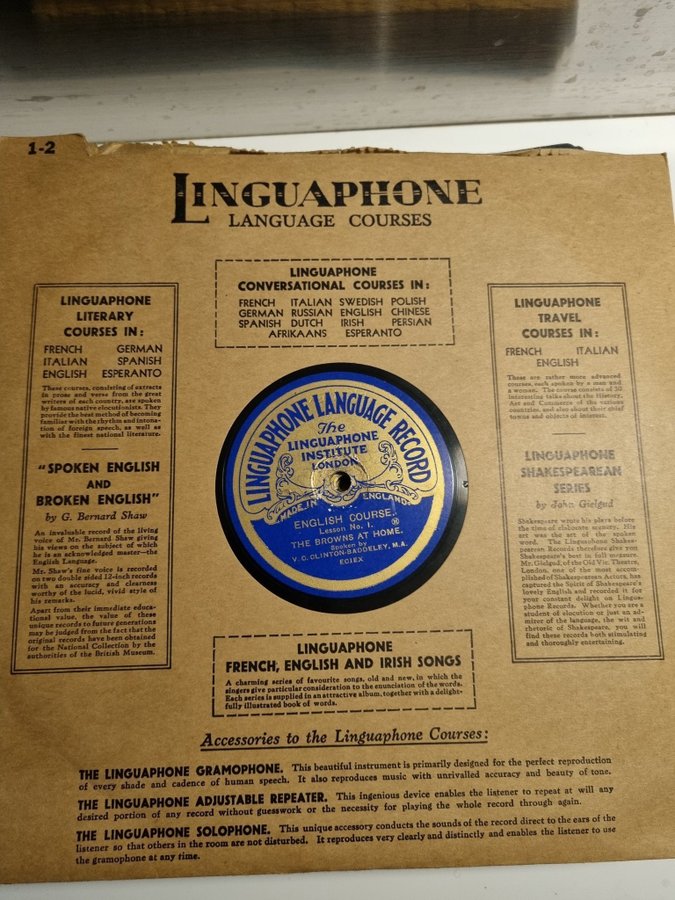 1-2
LINGUAPHONE
LANGUAGE COURSES
LINGUAPHONE
CONVERSATIONAL COURSES IN:
FRENCH ITALIAN SWEDISH POLISH
GERMAN RUSSIAN ENGLISH CHINESE
SPANISH DUTCH IRISH PERSIAN
AFRIKAANS ESPERANTO
LINGUAPHONE
LITERARY
COURSES IN:
FRENCH GERMAN
ITALIAN SPANISH
ENGLISH ESPERANTO
These courses, consisting of extracts
in prose and verse from the great
writers of each country, are spoken
by famous native elocutionists. They
provide the best method of becoming
familiar with the rhythm and intona-
tion of foreign speech, as well as
with the finest national literature.
"SPOKEN ENGLISH
AND
BROKEN ENGLISH"
by G. Bernard Shaw
An invaluable record of the living
voice of Mr. Bernard Shaw giving
his views on the subject of which
he is an acknowledged master—the
English Language.
Mr. Shaw's fine voice is recorded
on two double sided 12-inch records
with an accuracy and clearness
worthy of the lucid, vivid style of
his remarks.
Apart from their immediate educa-
tional value, the value of these
unique records to future generations
may be judged from the fact that the
original records have been obtained
for the National Collection by the
authorities of the British Museum.
LINGUAPHONE LANGUAGE RECORD
The
LINGUAPHONE
INSTITUTE
LONDON
MADE IN ENGLAND
ENGLISH COURSE.
Lesson No. 1. ®
THE BROWNS AT HOME.
Spoken by
V. C. CLINTON-BADDELEY, M.A.
EC1EX
LINGUAPHONE
TRAVEL
COURSES IN:
FRENCH ITALIAN
ENGLISH
These are rather more advanced
courses, each spoken by a man and
a woman. The course consists of 30
interesting talks about the History,
Art and Commerce of the various
countries, and also about their chief
towns and objects of interest.
LINGUAPHONE
SHAKESPEAREAN
SERIES
by John Gielgud
Shakespeare wrote his plays before
the time of elaborate scenery. His
art was the art of the spoken
word. The Linguaphone Shakes-
pearean Records therefore give you
Shakespeare's best in full measure.
Mr. Gielgud, of the Old Vic. Theatre,
London, one of the most accom-
plished of Shakespearean Actors, has
captured the Spirit of Shakespeare's
lovely English and recorded it for
your constant delight on Lingua-
phone Records. Whether you are a
student of elocution or just an ad-
mirer of the language, the wit and
rhetoric of Shakespeare, you will
find these records both stimulating
and thoroughly entertaining.
LINGUAPHONE
FRENCH, ENGLISH AND IRISH SONGS
A charming series of favourite songs, old and new, in which the
singers give particular consideration to the enunciation of the words.
Each series is supplied in an attractive album, together with a delight-
fully illustrated book of words.
Accessories to the Linguaphone Courses:
THE LINGUAPHONE GRAMOPHONE. This beautiful instrument is primarily designed for the perfect reproduction
of every shade and cadence of human speech. It also reproduces music with unrivalled accuracy and beauty of tone.
THE LINGUAPHONE ADJUSTABLE REPEATER. This ingenious device enables the listener to repeat at will any
desired portion of any record without guesswork or the necessity for playing the whole record through again.
THE LINGUAPHONE SOLOPHONE. This unique accessory conducts the sounds of the record direct to the ears of the
listener so that others in the room are not disturbed. It reproduces very clearly and distinctly and enables the listener to use
the gramophone at any time.